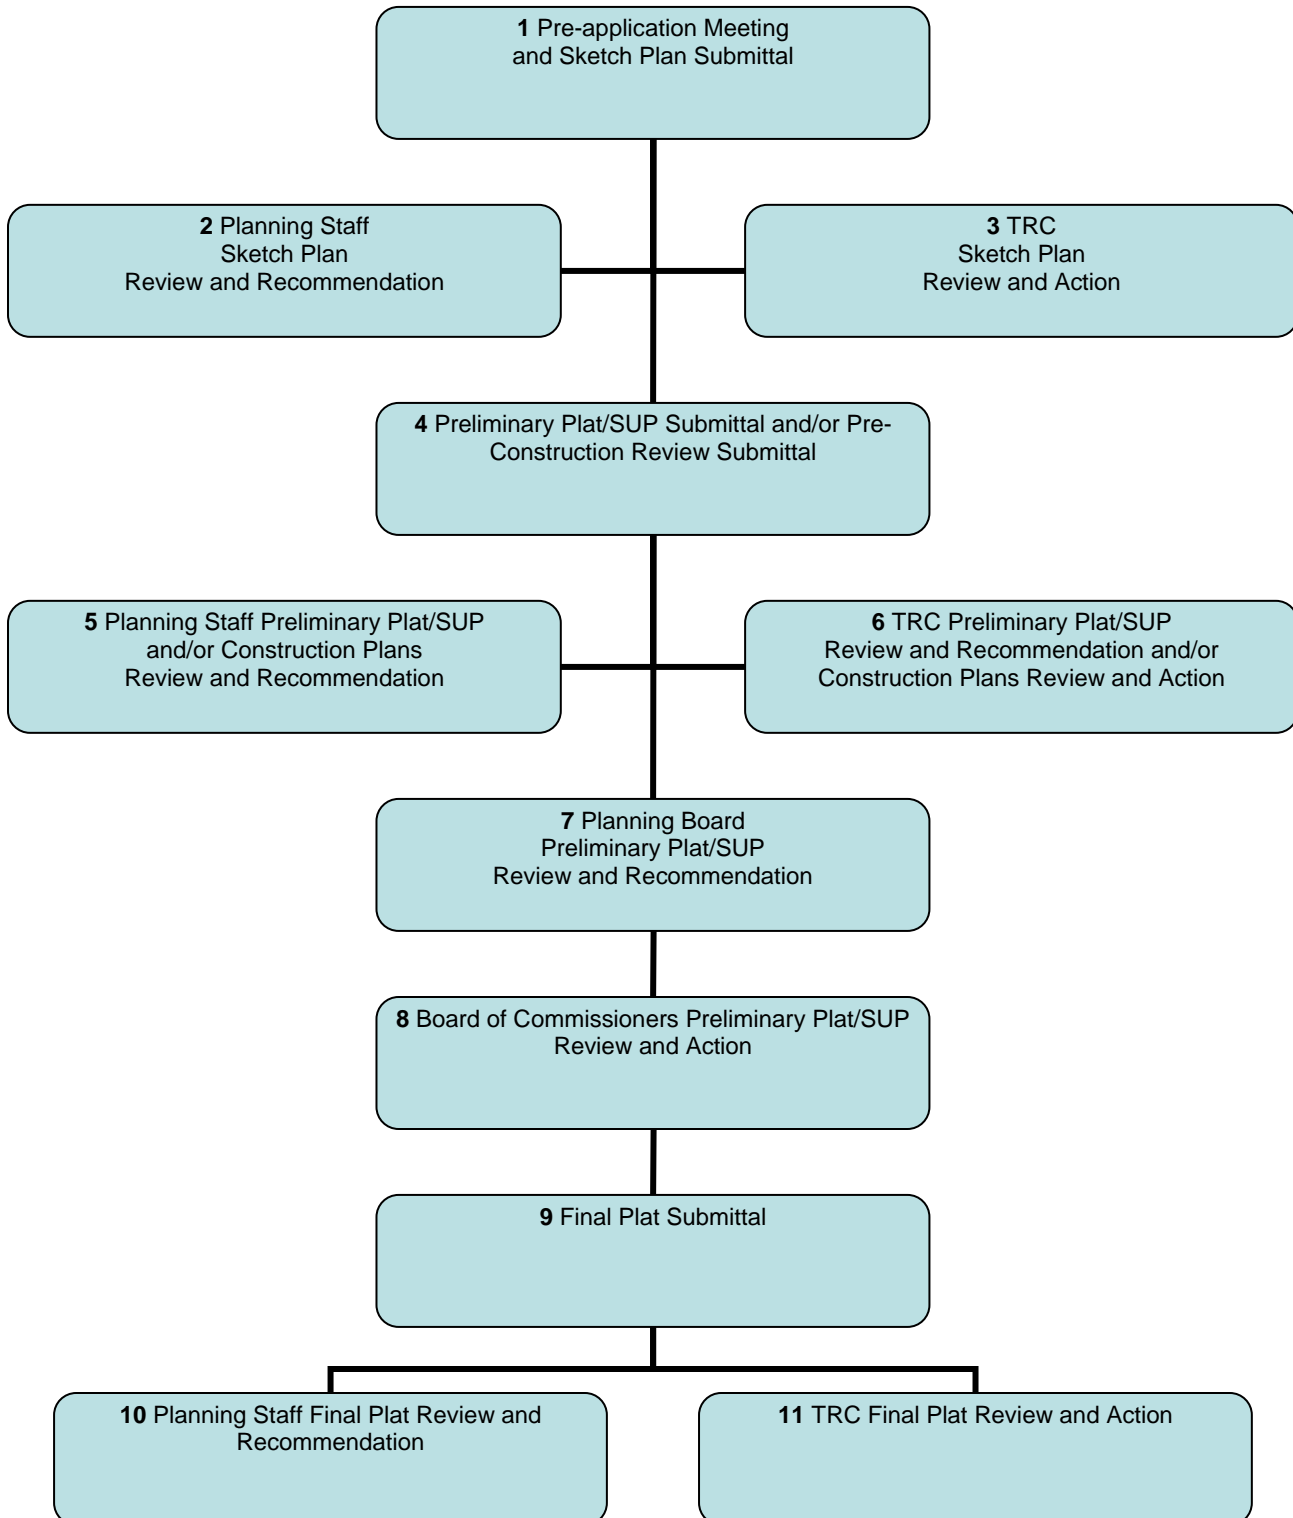 1 Pre-application Meeting
and Sketch Plan Submittal
2 Planning Staff
Sketch Plan
Review and Recommendation
3 TRC
Sketch Plan
Review and Action
4 Preliminary Plat/SUP Submittal and/or Pre-
Construction Review Submittal
5 Planning Staff Preliminary Plat/SUP
and/or Construction Plans
Review and Recommendation
6 TRC Preliminary Plat/SUP
Review and Recommendation and/or
Construction Plans Review and Action
7 Planning Board
Preliminary Plat/SUP
Review and Recommendation
8 Board of Commissioners Preliminary Plat/SUP
Review and Action
9 Final Plat Submittal
10 Planning Staff Final Plat Review and
Recommendation
11 TRC Final Plat Review and Action